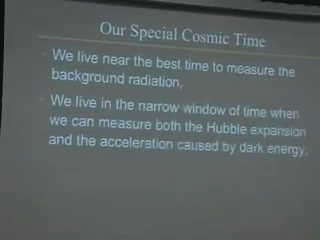 Our Special Cosmic Time
We live near the best time to measure the
background radiation,
We live in the narrow window of time when
we can measure both the Hubble expansion
and the acceleration caused by dark energy,